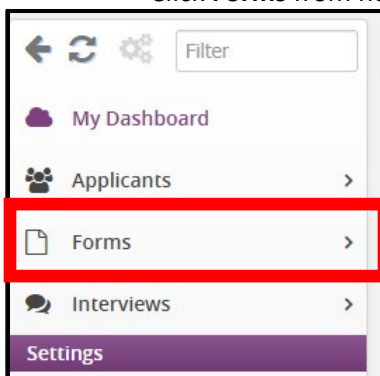 Filter
My Dashboard
Applicants
Forms
Interviews
Settings